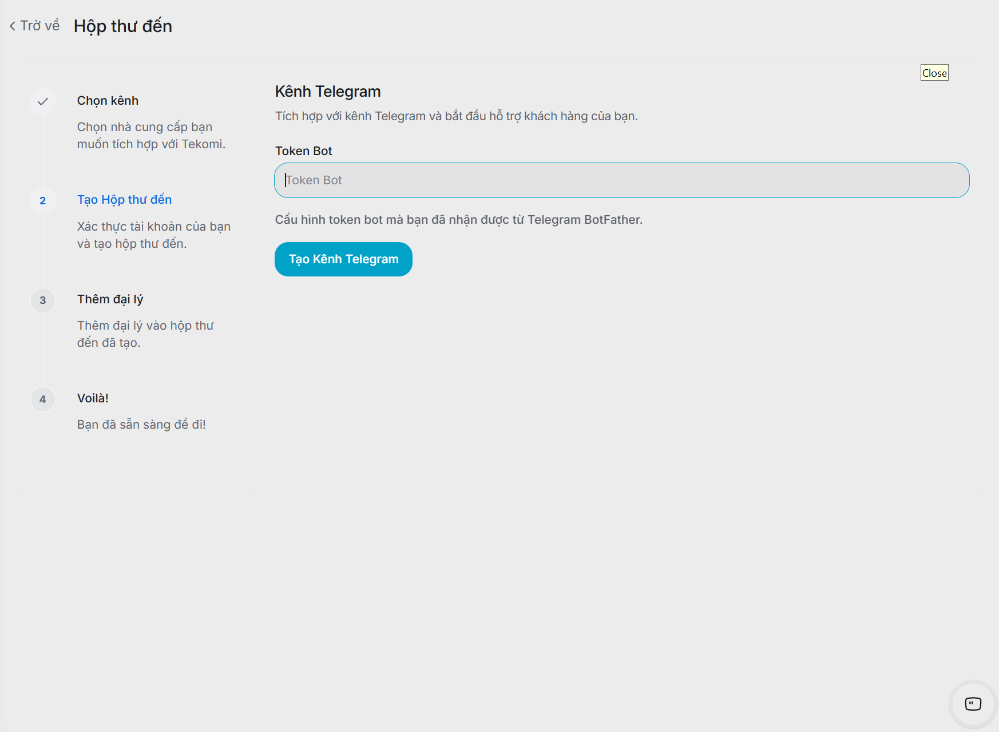 Trờ về
Hộp thư đến
Close
Chọn kênh
Chọn nhà cung cấp bạn
muốn tích hợp với Tekomi.
2
Tạo Hộp thư đến
Xác thực tài khoản của bạn
và tạo hộp thư đến.
3
Thêm đại lý
Thêm đại lý vào hộp thư
đến đã tạo.
4
Voilà!
Bạn đã sẵn sàng để đi!
Kênh Telegram
Tích hợp với kênh Telegram và bắt đầu hỗ trợ khách hàng của bạn.
Token Bot
Token Bot
Cấu hình token bot mà bạn đã nhận được từ Telegram BotFather.
Tạo Kênh Telegram